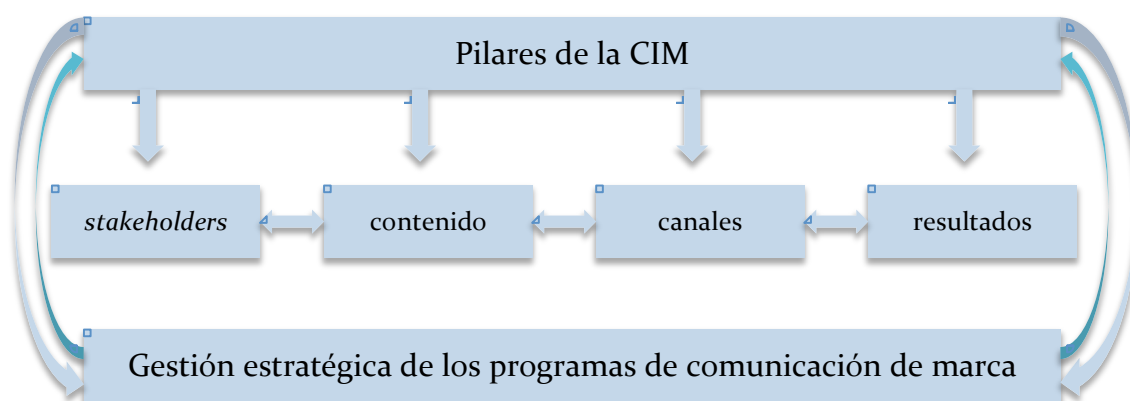 Pilares de la CIM
stakeholders
contenido
canales
resultados
Gestión estratégica de los programas de comunicación de marca